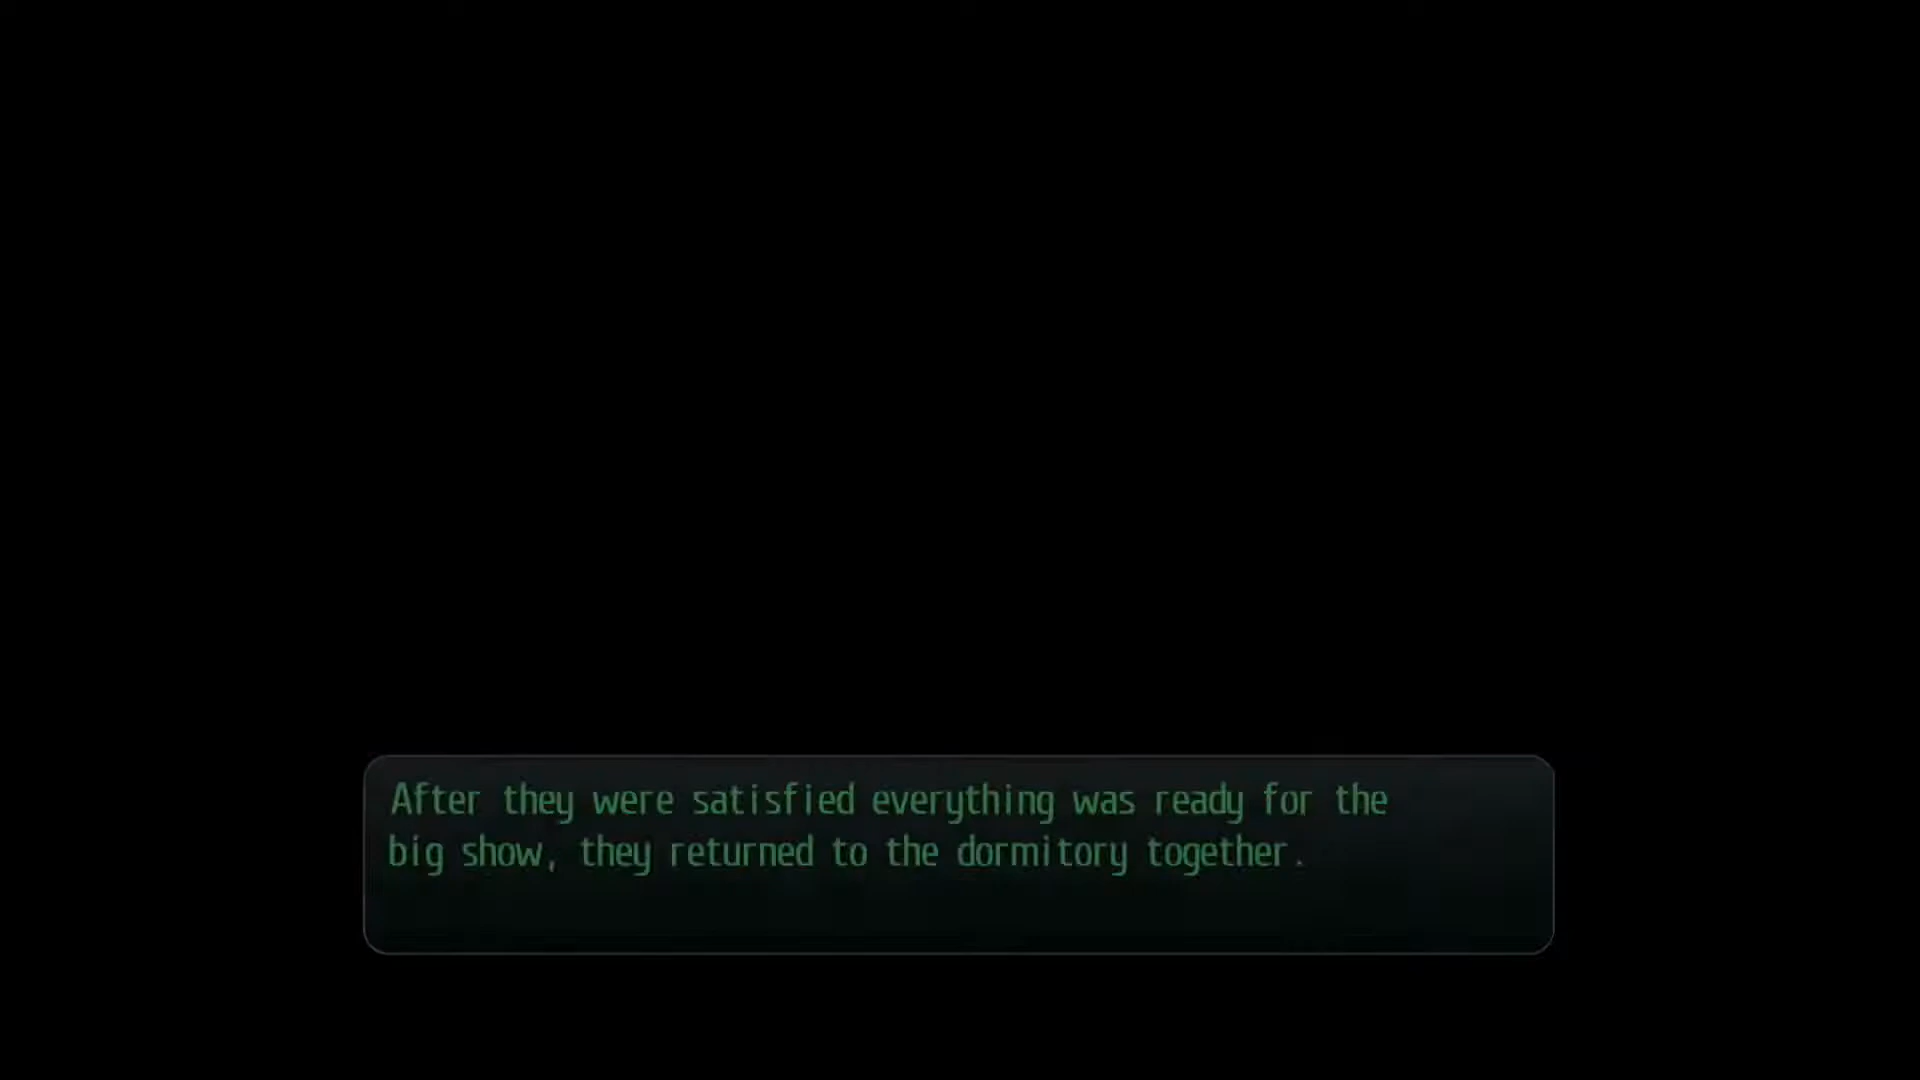 After they were satisfied everything was ready for the
big show, they returned to the dormitory together.